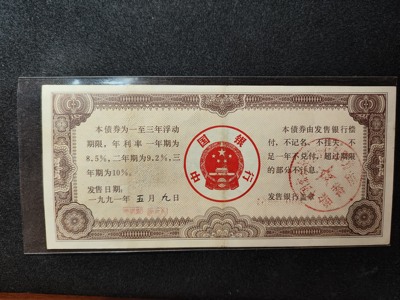 本债券为一至三年浮动
期限,年利率一年期为
8.5%,二年期为9.2%,三
年期为10%。
发售日期:
一九九一年五月九日
中国银行
本债券由发售银行偿
付,不记名、不挂失,不
足一年不兑付,超过期限
的部分不计息。
发售银行盖章